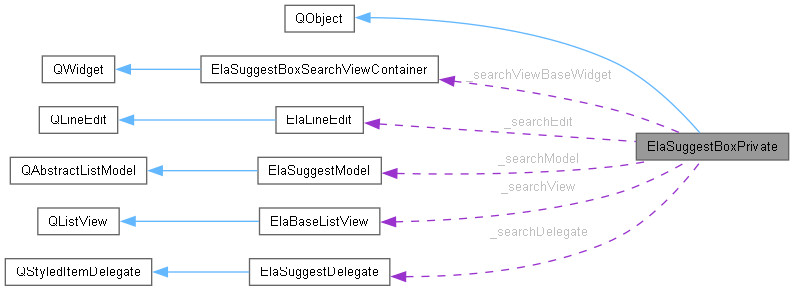 QObject
QWidget
ElaSuggestBoxSearchViewContainer
_searchViewBaseWidget
QLineEdit
ElaLineEdit
_searchEdit
ElaSuggestBoxPrivate
QAbstractListModel
ElaSuggestModel
_searchModel
QListView
ElaBaseListView
_searchView
QStyledItemDelegate
ElaSuggestDelegate
_searchDelegate